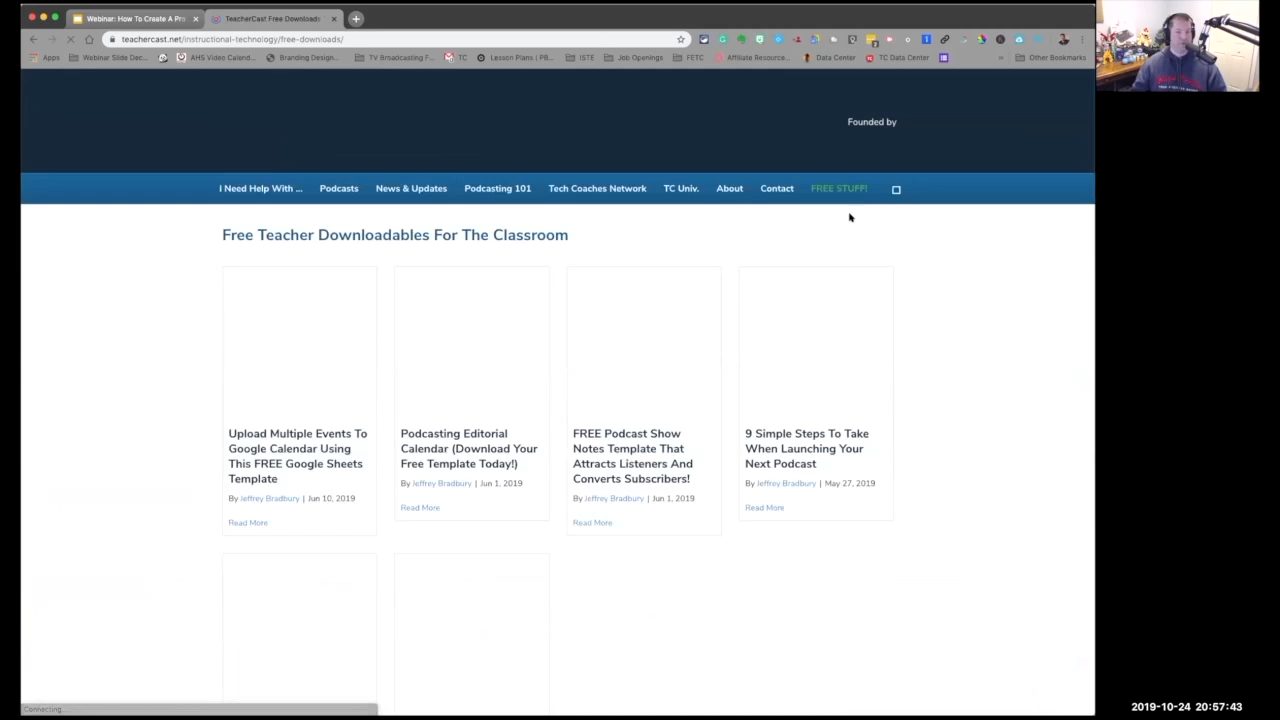 Webinar: How To Create A Pro
TeacherCast Free Downloads
teachercast.net/instructional-technology/free-downloads/
Apps
Webinar Slide Dec...
AHS Video Calend...
Branding Design...
TV Broadcasting F...
TC
Lesson Plans | PB...
ISTE
Job Openings
FETC
Affiliate Resource...
Data Center
TC Data Center
»
Other Bookmarks
Founded by
I Need Help With ...
Podcasts
News & Updates
Podcasting 101
Tech Coaches Network
TC Univ.
About
Contact
FREE STUFF!
Free Teacher Downloadables For The Classroom
Upload Multiple Events To
Google Calendar Using
This FREE Google Sheets
Template
By Jeffrey Bradbury | Jun 10, 2019
Read More
Podcasting Editorial
Calendar (Download Your
Free Template Today!)
By Jeffrey Bradbury | Jun 1, 2019
Read More
FREE Podcast Show
Notes Template That
Attracts Listeners And
Converts Subscribers!
By Jeffrey Bradbury | Jun 1, 2019
Read More
9 Simple Steps To Take
When Launching Your
Next Podcast
By Jeffrey Bradbury | May 27, 2019
Read More
Connecting...
2019-10-24 20:57:43